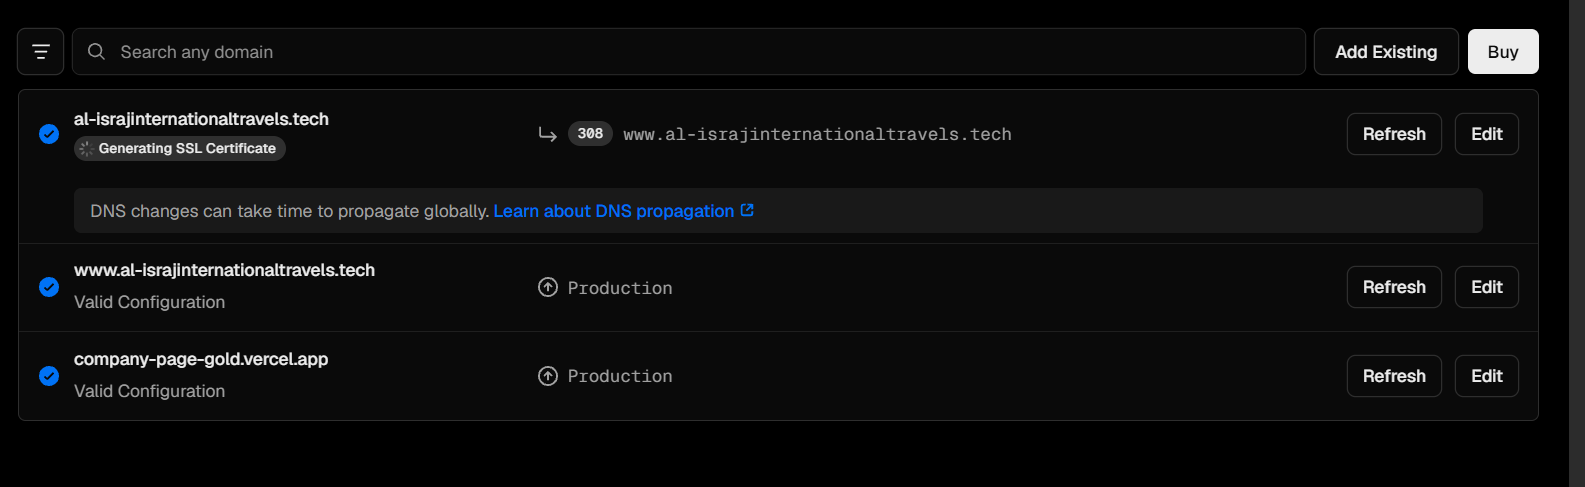 Search any domain
Add Existing
Buy
al-israjinternationaltravels.tech
Generating SSL Certificate
308 www.al-israjinternationaltravels.tech
Refresh
Edit
DNS changes can take time to propagate globally. Learn about DNS propagation
www.al-israjinternationaltravels.tech
Valid Configuration
Production
Refresh
Edit
company-page-gold.vercel.app
Valid Configuration
Production
Refresh
Edit